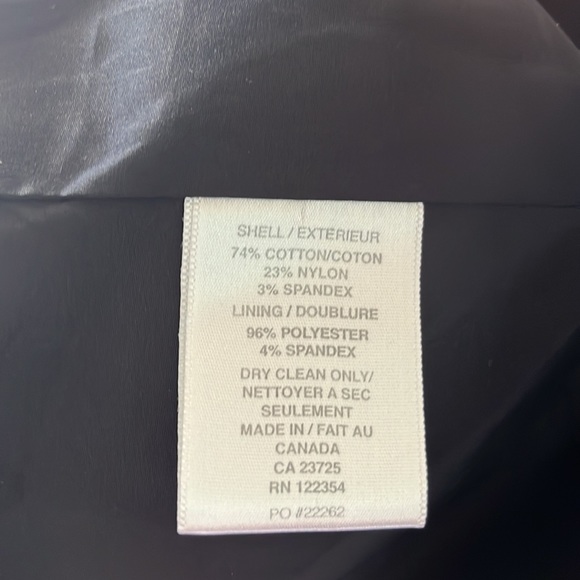 SHELL / EXTERIEUR
74% COTTON/COTON
23% NYLON
3% SPANDEX
LINING / DOUBLURE
96% POLYESTER
4% SPANDEX
DRY CLEAN ONLY/
NETTOYER A SEC
SEULEMENT
MADE IN / FAIT AU
CANADA
CA 23725
RN 122354
PO #22262